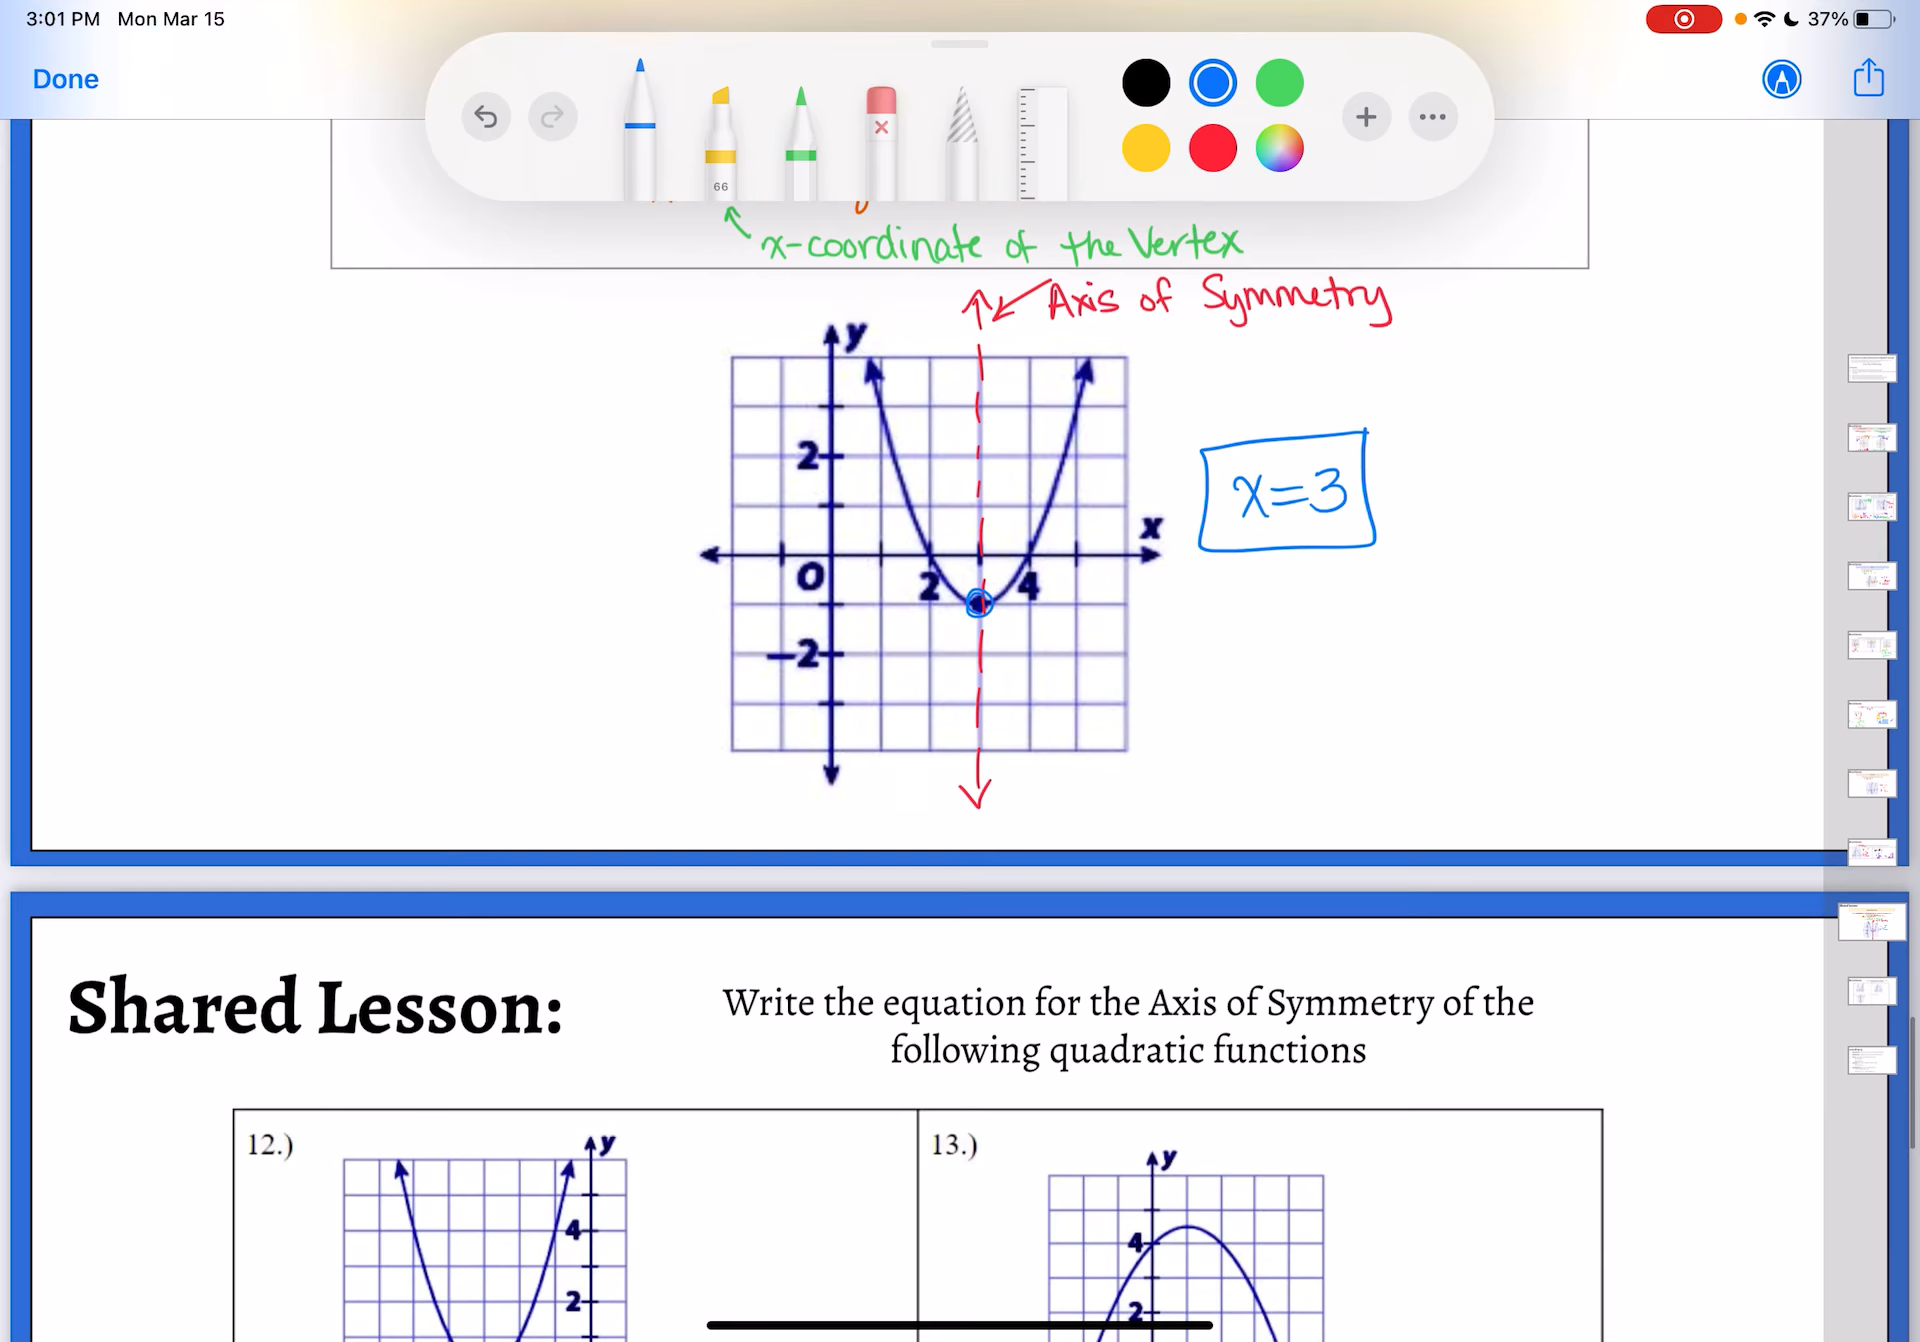 3:01 PM Mon Mar 15
37%
Done
66
x-coordinate of the Vertex
Axis of Symmetry
y
2
x
x=3
O
2
4
-2
Shared Lesson:
Write the equation for the Axis of Symmetry of the
following quadratic functions
12.)
y
4
2
13.)
y
4
2